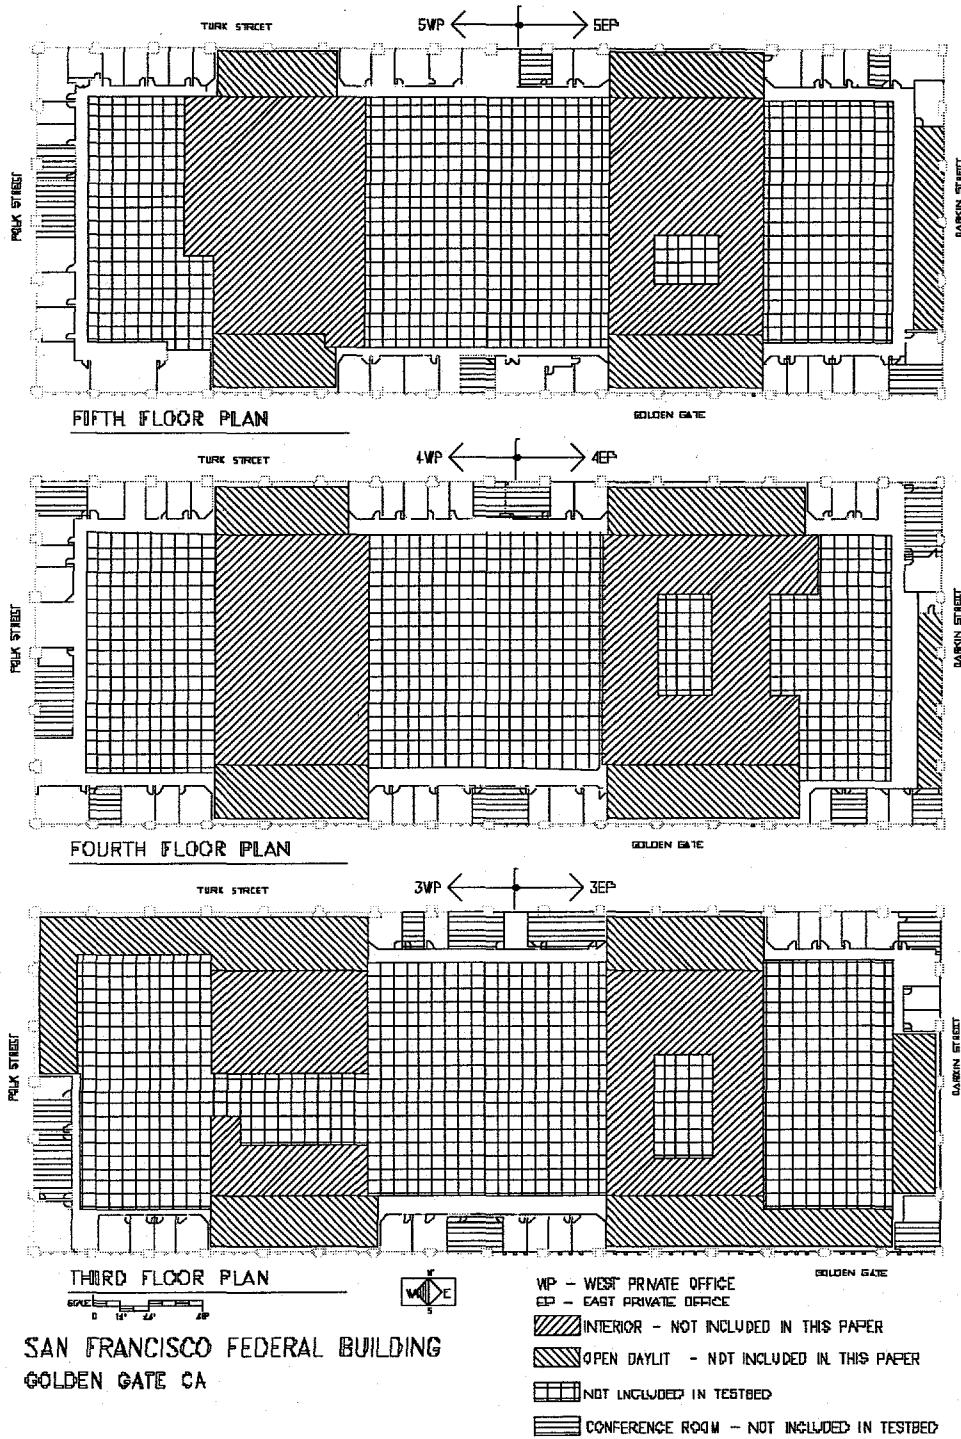 TURK STREET
5WP 5EP
POLK STREET
LARKIN STREET
FIFTH FLOOR PLAN
GOLDEN GATE
TURK STREET
4WP 4EP
POLK STREET
LARKIN STREET
FOURTH FLOOR PLAN
GOLDEN GATE
TURK STREET
3WP 3EP
POLK STREET
LARKIN STREET
THIRD FLOOR PLAN
GOLDEN GATE
SCALE
0
N
W E
S
WP - WEST PRIVATE OFFICE
EP - EAST PRIVATE OFFICE
INTERIOR - NOT INCLUDED IN THIS PAPER
OPEN DAYLIT - NOT INCLUDED IN THIS PAPER
NOT INCLUDED IN TESTBED
CONFERENCE ROOM - NOT INCLUDED IN TESTBED
SAN FRANCISCO FEDERAL BUILDING
GOLDEN GATE CA